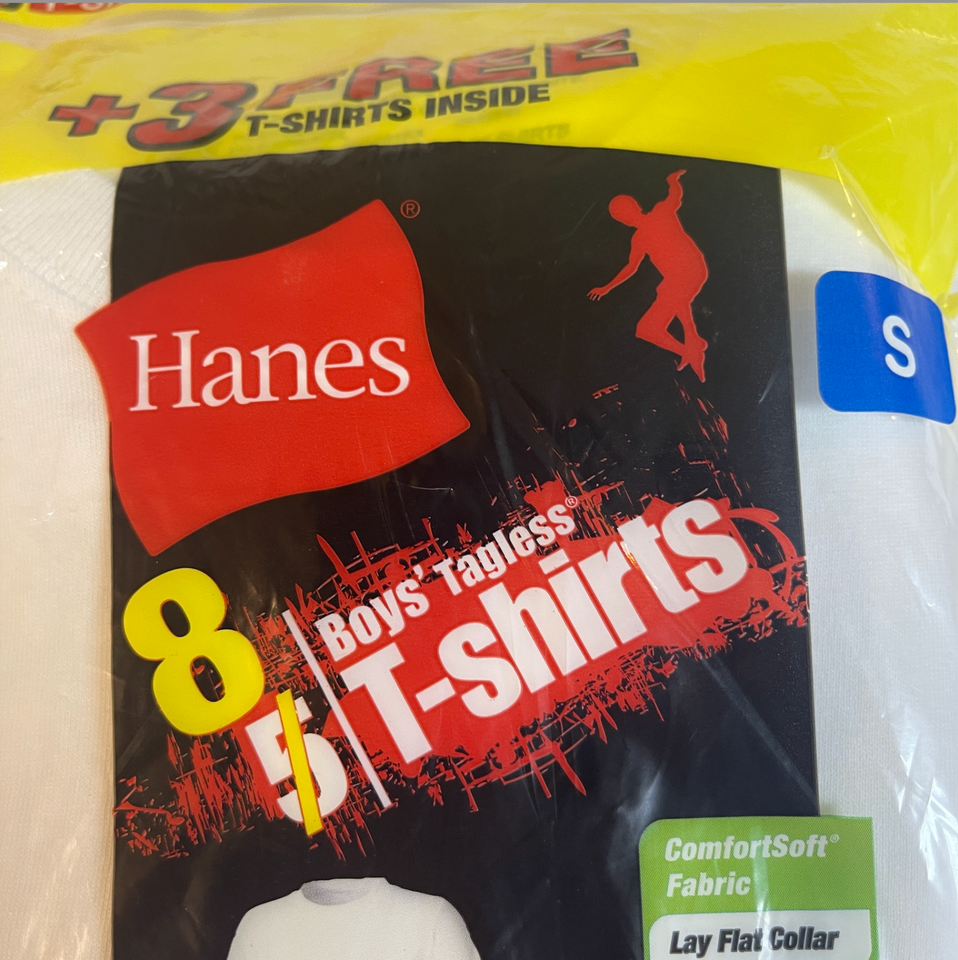 +3 FREE
T-SHIRTS INSIDE
Hanes®
S
8
5
Boys' Tagless®
T-shirts
ComfortSoft®
Fabric
Lay Flat Collar